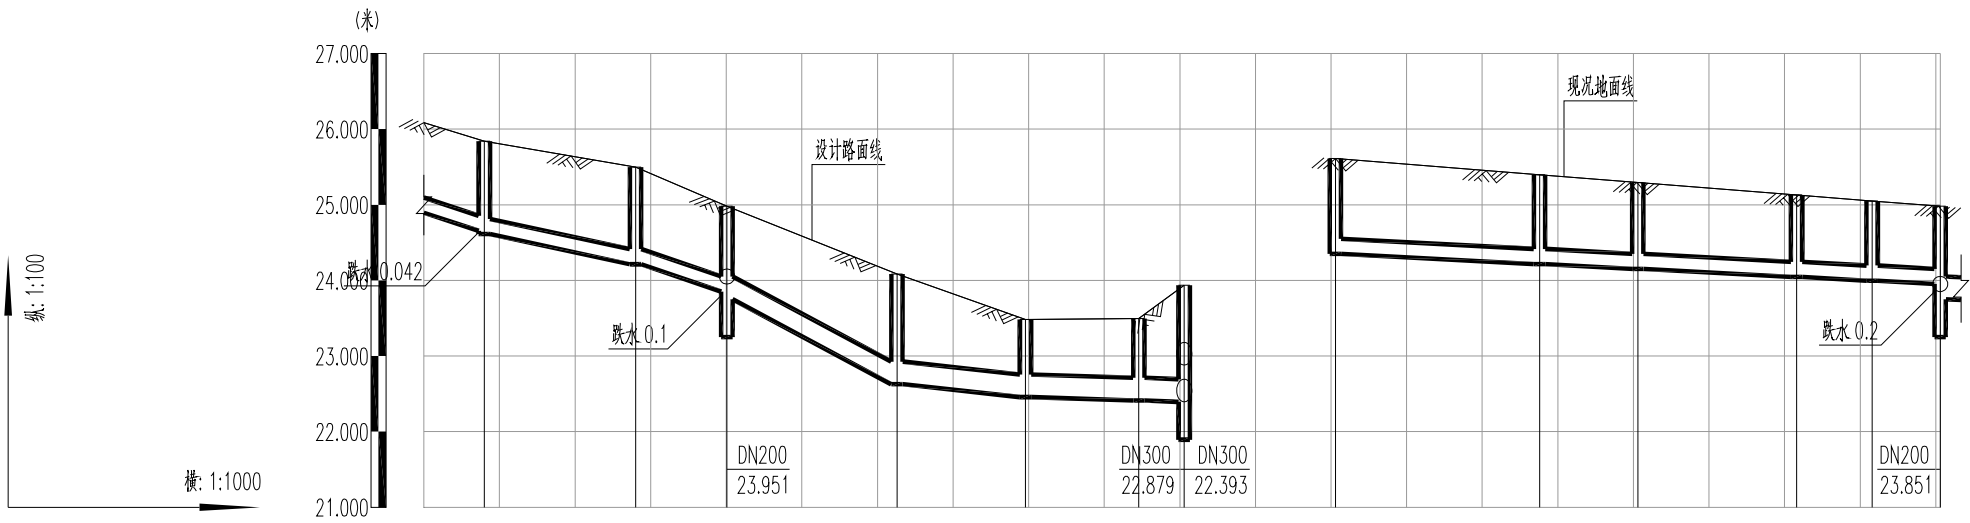 (米)
27.000
现况地面线
26.000
设计路面线
25.000
跌水 0.042
24.000
纵: 1:100
跌水 0.1
跌水 0.2
23.000
22.000
DN200
DN300
DN300
DN200
横: 1:1000
23.951
22.879
22.393
23.851
21.000